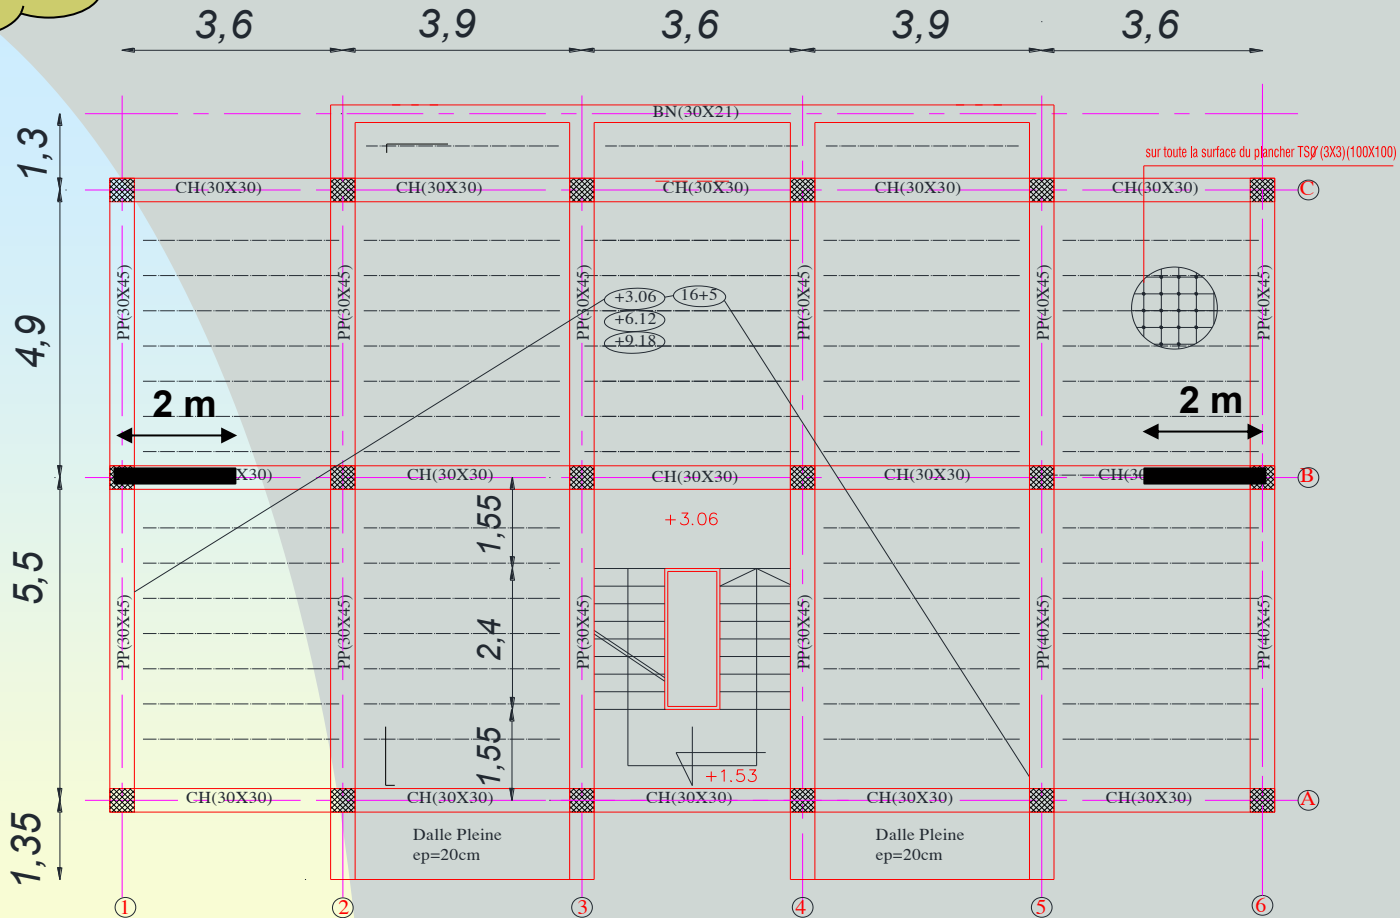 3,6
3,9
3,6
3,9
3,6
BN(30X21)
1,3
sur toute la surface du plancher TSØ (3X3)(100X100)
CH(30X30)
CH(30X30)
CH(30X30)
CH(30X30)
CH(30X30)
C
4,9
PP(30X45)
PP(30X45)
PP(30X45)
PP(30X45)
PP(40X45)
PP(40X45)
+3.06
16+5
+6.12
+9.18
2 m
2 m
X30)
CH(30X30)
CH(30X30)
CH(30X30)
CH(30
B
5,5
1,55
+3.06
2,4
PP(30X45)
PP(30X45)
PP(30X45)
PP(30X45)
PP(40X45)
PP(40X45)
1,55
+1.53
CH(30X30)
CH(30X30)
CH(30X30)
CH(30X30)
CH(30X30)
A
1,35
Dalle Pleine
ep=20cm
Dalle Pleine
ep=20cm
1
2
3
4
5
6